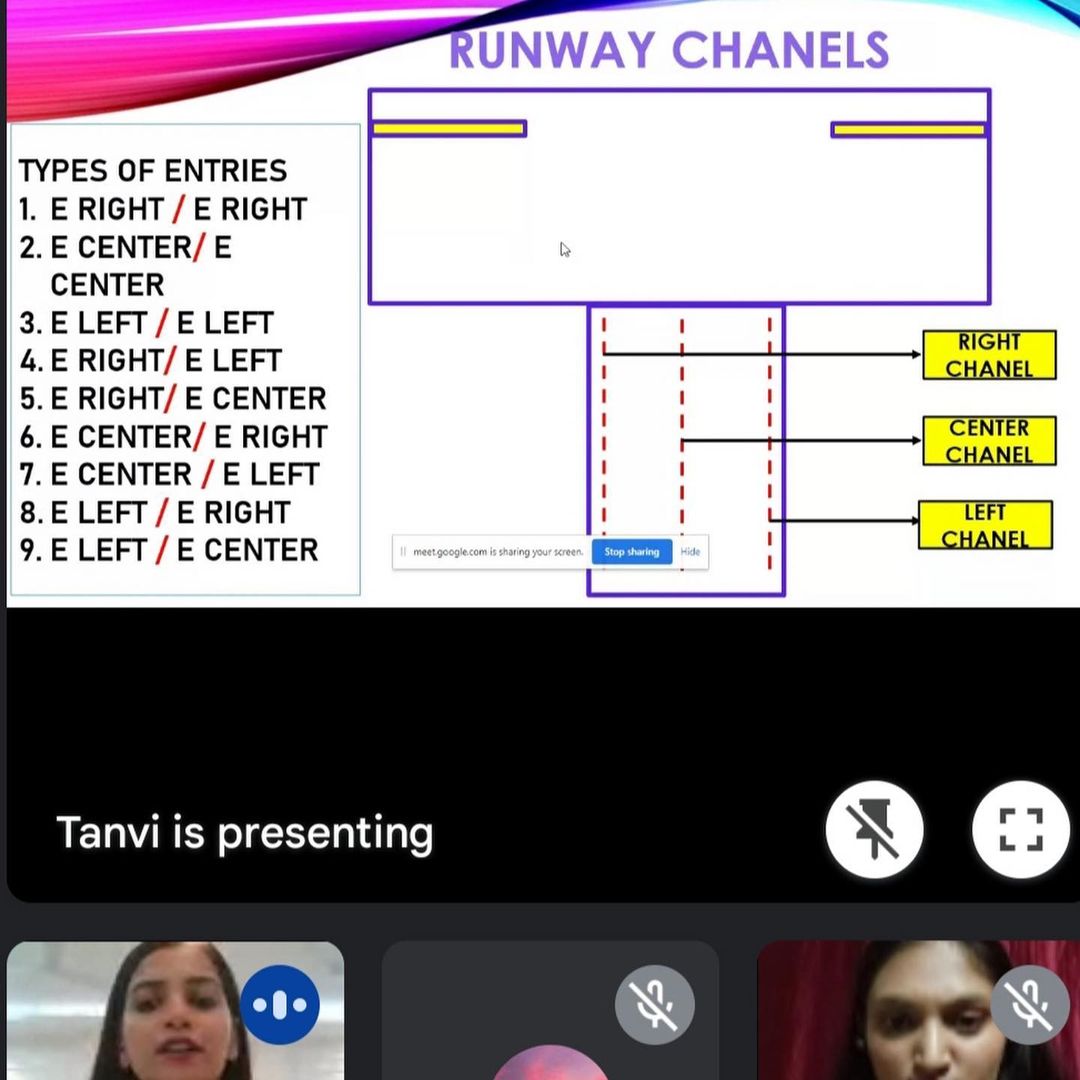 RUNWAY CHANELS
TYPES OF ENTRIES
1. E RIGHT / E RIGHT
2. E CENTER/ E
CENTER
3. E LEFT / E LEFT
4. E RIGHT/ E LEFT
5. E RIGHT/ E CENTER
6. E CENTER/ E RIGHT
7. E CENTER / E LEFT
8. E LEFT / E RIGHT
9. E LEFT / E CENTER
RIGHT
CHANEL
CENTER
CHANEL
LEFT
CHANEL
meet.google.com is sharing your screen. Stop sharing Hide
Tanvi is presenting